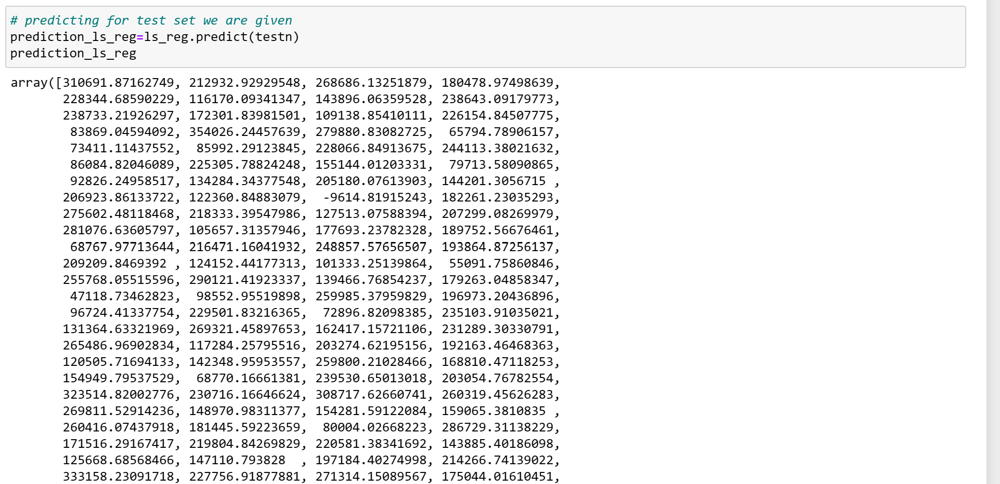 # predicting for test set we are given
prediction_ls_reg=ls_reg.predict(testn)
prediction_ls_reg
array([310691.87162749, 212932.92929548, 268686.13251879, 180478.97498639,
228344.68590229, 116170.09341347, 143896.06359528, 238643.09179773,
238733.21926297, 172301.83981501, 109138.85410111, 226154.84507775,
83869.04594092, 354026.24457639, 279880.83082725, 65794.78906157,
73411.11437552, 85992.29123845, 228066.84913675, 244113.38021632,
86084.82046089, 225305.78824248, 155144.01203331, 79713.58090865,
92826.24958517, 134284.34377548, 205180.07613903, 144201.3056715 ,
206923.86133722, 122360.84883079, -9614.81915243, 182261.23035293,
275602.48118468, 218333.39547986, 127513.07588394, 207299.08269979,
281076.63605797, 105657.31357946, 177693.23782328, 189752.56676461,
68767.97713644, 216471.16041932, 248857.57656507, 193864.87256137,
209209.8469392 , 124152.44177313, 101333.25139864, 55091.75860846,
255768.05515596, 290121.41923337, 139466.76854237, 179263.04858347,
47118.73462823, 98552.95519898, 259985.37959829, 196973.20436896,
96724.41337754, 229501.83216365, 72896.82098385, 235103.91035021,
131364.63321969, 269321.45897653, 162417.15721106, 231289.30330791,
265486.96902834, 117284.25795516, 203274.62195156, 192163.46468363,
120505.71694133, 142348.95953557, 259800.21028466, 168810.47118253,
154949.79537529, 68770.16661381, 239530.65013018, 203054.76782554,
323514.82002776, 230716.16646624, 308717.62660741, 260319.45626283,
269811.52914236, 148970.98311377, 154281.59122084, 159065.3810835 ,
260416.07437918, 181445.59223659, 80004.02668223, 286729.31138229,
171516.29167417, 219804.84269829, 220581.38341692, 143885.40186098,
125668.68568466, 147110.793828  , 197184.40274998, 214266.74139022,
333158.23091718, 227756.91877881, 271314.15089567, 175044.01610451,